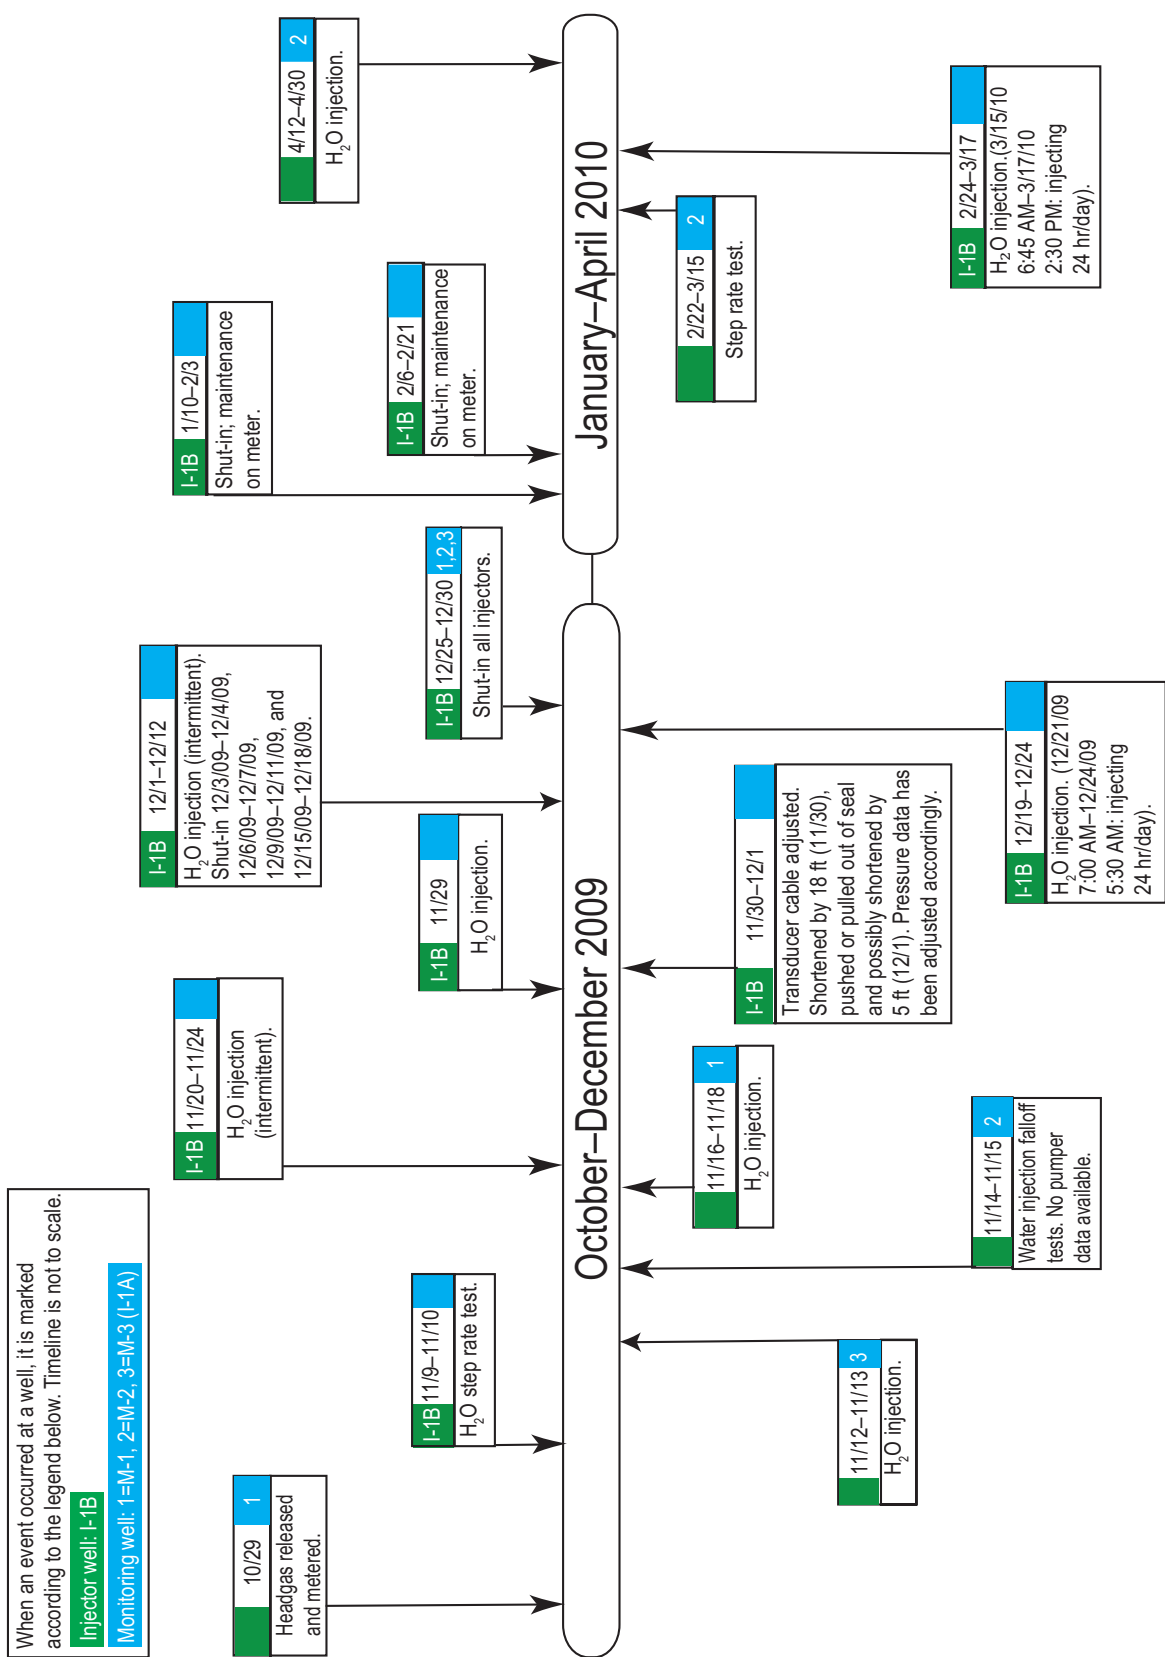 When an event occurred at a well, it is marked
according to the legend below. Timeline is not to scale.
Injector well: I-1B
Monitoring well: 1=M-1, 2=M-2, 3=M-3 (I-1A)
10/29 1
Headgas released
and metered.
I-1B 11/9–11/10
H₂O step rate test.
11/12–11/13 3
H₂O injection.
11/14–11/15 2
Water injection falloff
tests. No pumper
data available.
11/16–11/18 1
H₂O injection.
I-1B 11/20–11/24
H₂O injection
(intermittent).
I-1B 11/29
H₂O injection.
I-1B 11/30–12/1
Transducer cable adjusted.
Shortened by 18 ft (11/30),
pushed or pulled out of seal
and possibly shortened by
5 ft (12/1). Pressure data has
been adjusted accordingly.
I-1B 12/1–12/12
H₂O injection (intermittent).
Shut-in 12/3/09–12/4/09,
12/6/09–12/7/09,
12/9/09–12/11/09, and
12/15/09–12/18/09.
I-1B 12/19–12/24
H₂O injection. (12/21/09
7:00 AM–12/24/09
5:30 AM: injecting
24 hr/day).
I-1B 12/25–12/30 1,2,3
Shut-in all injectors.
October–December 2009
I-1B 1/10–2/3
Shut-in; maintenance
on meter.
I-1B 2/6–2/21
Shut-in; maintenance
on meter.
2/22–3/15 2
Step rate test.
I-1B 2/24–3/17
H₂O injection.(3/15/10
6:45 AM–3/17/10
2:30 PM: injecting
24 hr/day).
4/12–4/30 2
H₂O injection.
January–April 2010